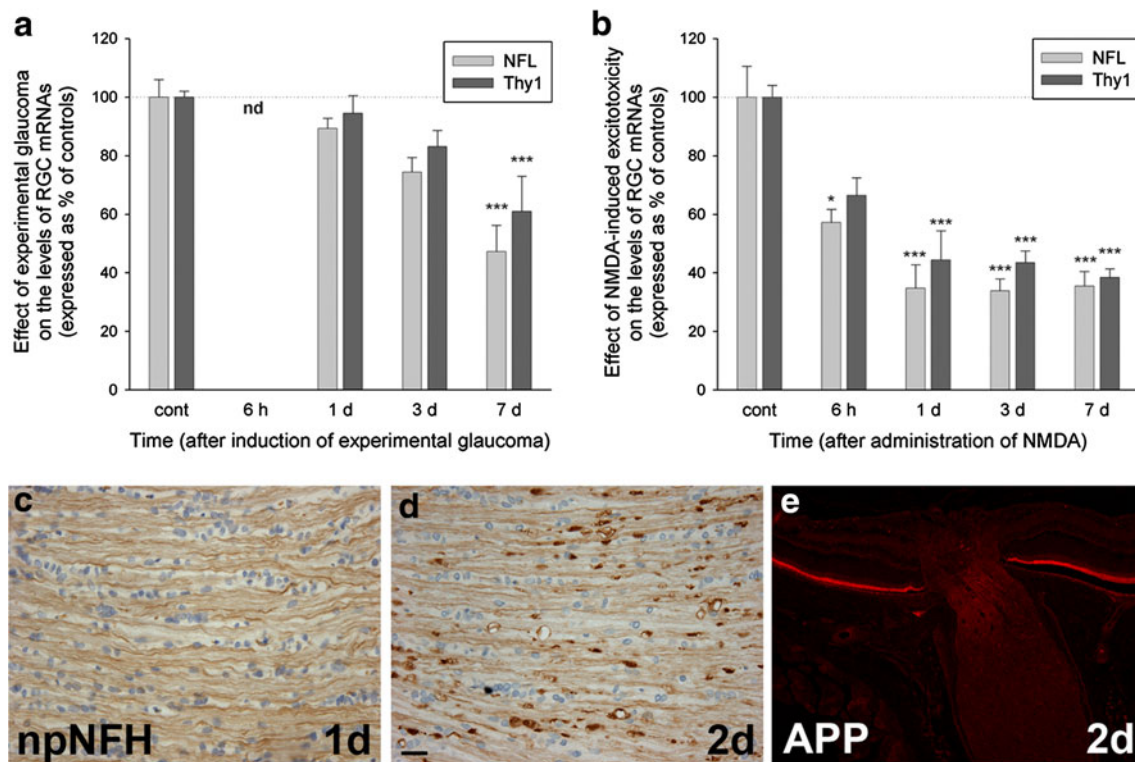 a
Effect of experimental glaucoma
on the levels of RGC mRNAs
(expressed as % of controls)
120
100
80
60
40
20
0
nd
NFL
Thy1
***
***
cont
6 h
1 d
3 d
7 d
Time (after induction of experimental glaucoma)
b
Effect of NMDA-induced excitotoxicity
on the levels of RGC mRNAs
(expressed as % of controls)
120
100
80
60
40
20
0
NFL
Thy1
*
***
***
***
***
***
***
cont
6 h
1 d
3 d
7 d
Time (after administration of NMDA)
c
npNFH
1d
d
2d
e
APP
2d